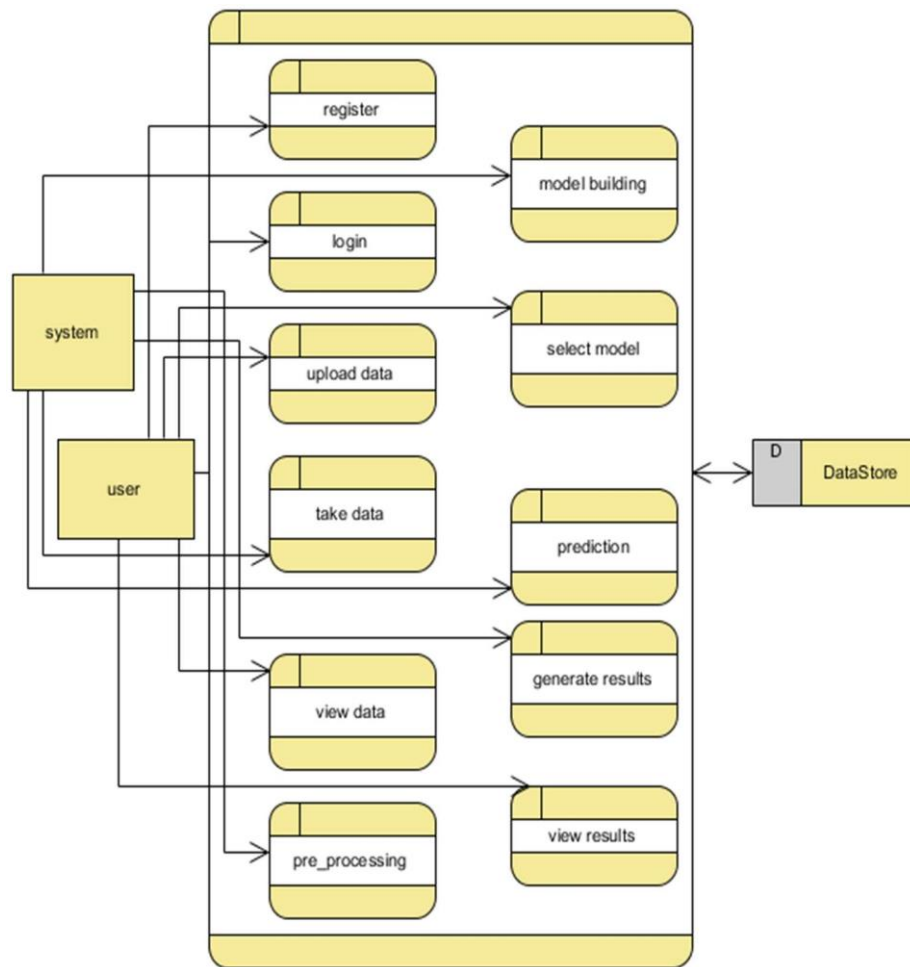 register
model building
login
system
select model
upload data
D
DataStore
user
take data
prediction
generate results
view data
view results
pre_processing